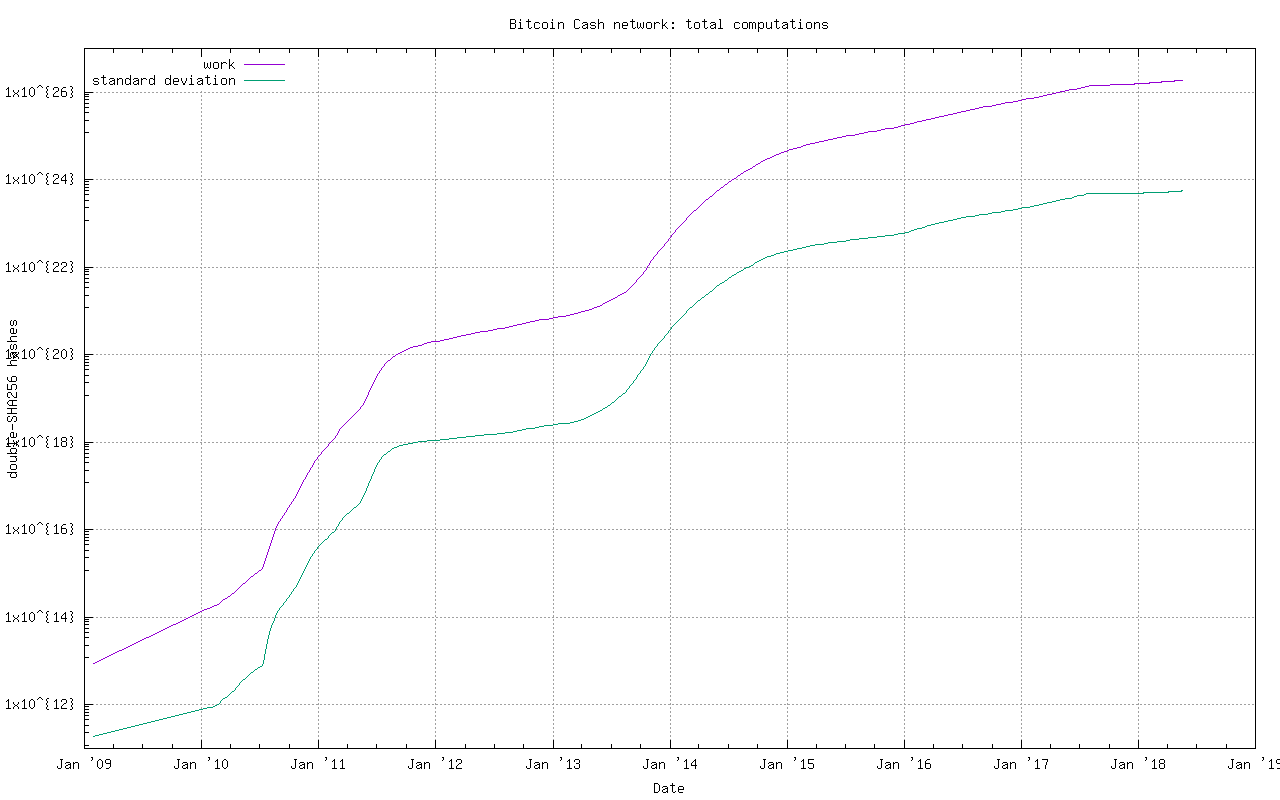 Bitcoin Cash network: total computations
work
standard deviation
1x10^{26}
1x10^{24}
1x10^{22}
1x10^{20}
1x10^{18}
1x10^{16}
1x10^{14}
1x10^{12}
double-SHA256 hashes
Jan '09 Jan '10 Jan '11 Jan '12 Jan '13 Jan '14 Jan '15 Jan '16 Jan '17 Jan '18 Jan '19
Date